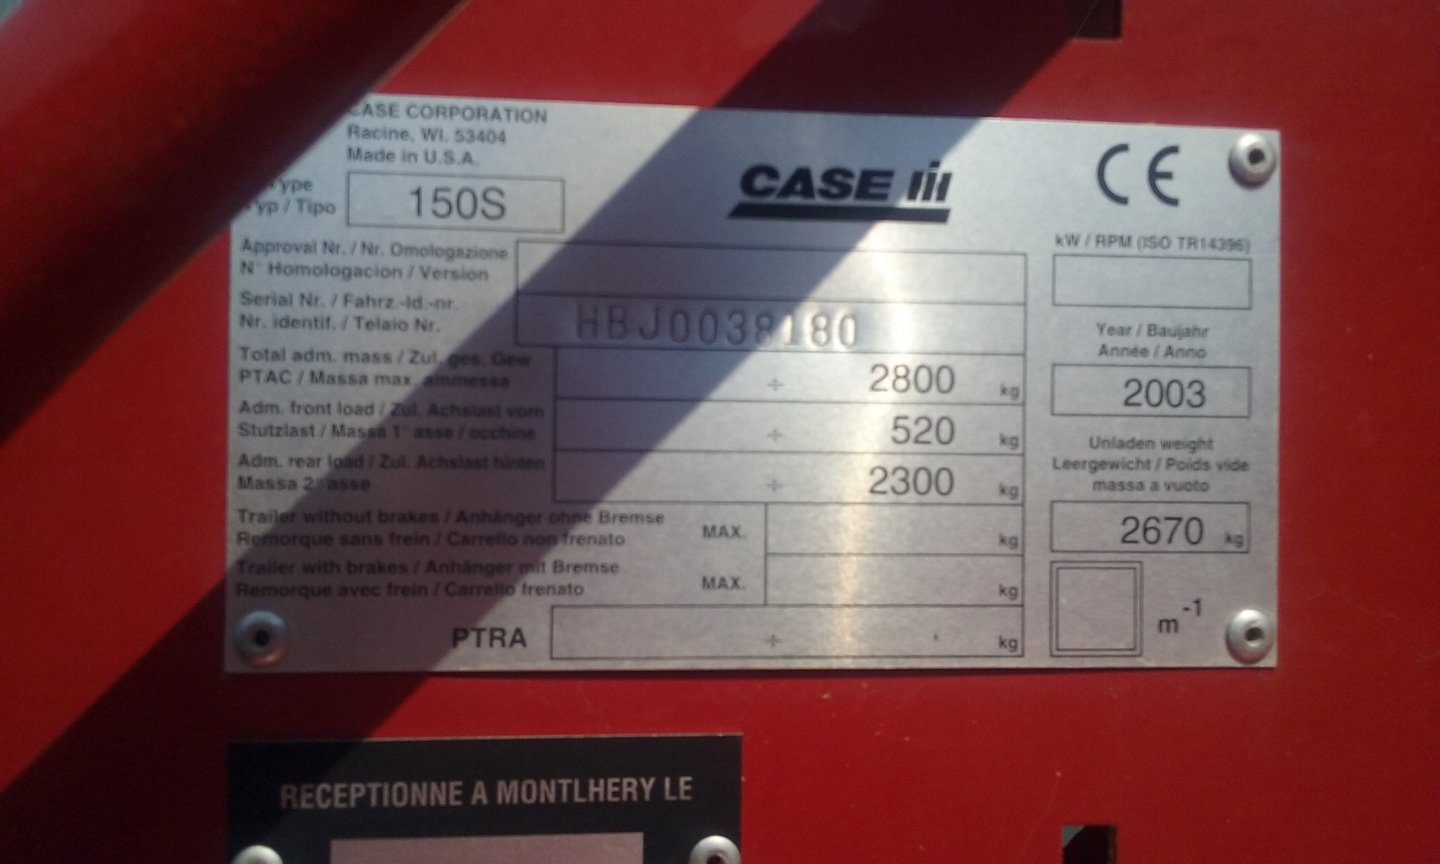 CASE CORPORATION
Racine, WI. 53404
Made in U.S.A.
Type
Typ / Tipo
150S
CASE III
CE
Approval Nr. / Nr. Omologazione
N° Homologacion / Version
kW / RPM (ISO TR14396)
Serial Nr. / Fahrz.-Id.-nr.
Nr. identif. / Telaio Nr.
HBJ0038180
Year / Baujahr
Année / Anno
2003
Total adm. mass / Zul. ges. Gew
PTAC / Massa max. ammessa
÷ 2800 kg
Adm. front load / Zul. Achslast vorn
Stutzlast / Massa 1° asse / occhine
÷ 520 kg
Adm. rear load / Zul. Achslast hinten
Massa 2° asse
÷ 2300 kg
Unladen weight
Leergewicht / Poids vide
massa a vuoto
2670 kg
Trailer without brakes / Anhänger ohne Bremse
Remorque sans frein / Carrello non frenato
MAX. kg
Trailer with brakes / Anhänger mit Bremse
Remorque avec frein / Carrello frenato
MAX. kg
PTRA ÷ kg
m-1
RECEPTIONNE A MONTLHERY LE